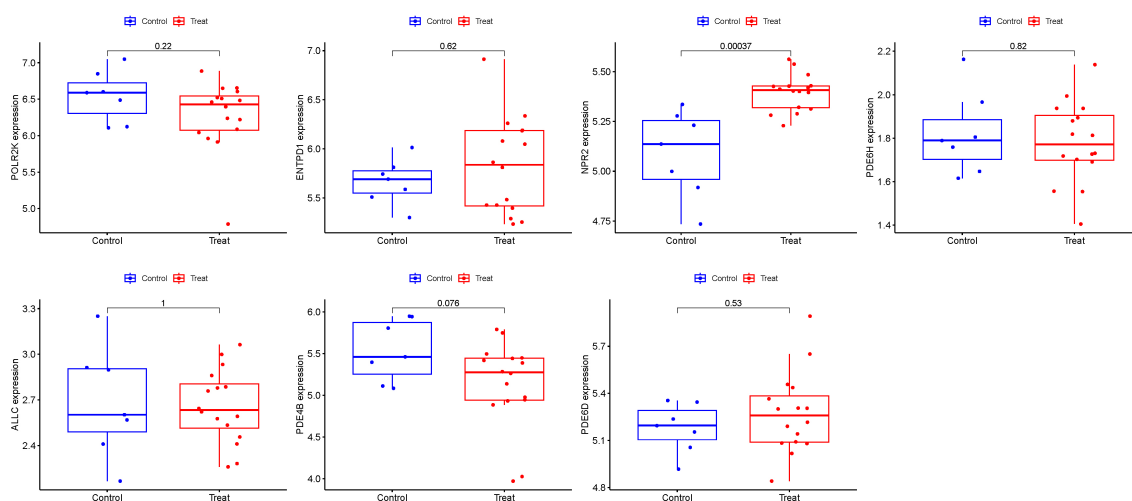 Control Treat
0.22
POLR2K expression
7.0
6.5
6.0
5.5
5.0
Control Treat
Control Treat
0.62
ENTPD1 expression
7.0
6.5
6.0
5.5
Control Treat
Control Treat
0.00037
NPR2 expression
5.50
5.25
5.00
4.75
Control Treat
Control Treat
0.82
PDE6H expression
2.2
2.0
1.8
1.6
1.4
Control Treat
Control Treat
1
ALLC expression
3.3
3.0
2.7
2.4
Control Treat
Control Treat
0.076
PDE4B expression
6.0
5.5
5.0
4.5
4.0
Control Treat
Control Treat
0.53
PDE6D expression
5.7
5.4
5.1
4.8
Control Treat